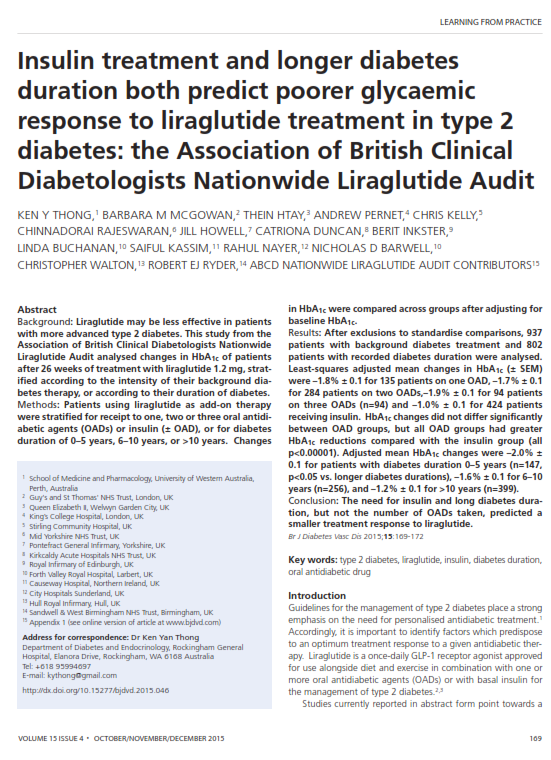 LEARNING FROM PRACTICE
Insulin treatment and longer diabetes
duration both predict poorer glycaemic
response to liraglutide treatment in type 2
diabetes: the Association of British Clinical
Diabetologists Nationwide Liraglutide Audit
KEN Y THONG,¹ BARBARA M MCGOWAN,² THEIN HTAY,³ ANDREW PERNET,⁴ CHRIS KELLY,⁵
CHINNADORAI RAJESWARAN,⁶ JILL HOWELL,⁷ CATRIONA DUNCAN,⁸ BERIT INKSTER,⁹
LINDA BUCHANAN,¹⁰ SAIFUL KASSIM,¹¹ RAHUL NAYER,¹² NICHOLAS D BARWELL,¹⁰
CHRISTOPHER WALTON,¹³ ROBERT EJ RYDER,¹⁴ ABCD NATIONWIDE LIRAGLUTIDE AUDIT CONTRIBUTORS¹⁵
Abstract
Background: Liraglutide may be less effective in patients
with more advanced type 2 diabetes. This study from the
Association of British Clinical Diabetologists Nationwide
Liraglutide Audit analysed changes in HbA1c of patients
after 26 weeks of treatment with liraglutide 1.2 mg, strat-
ified according to the intensity of their background dia-
betes therapy, or according to their duration of diabetes.
Methods: Patients using liraglutide as add-on therapy
were stratified for receipt to one, two or three oral antidi-
abetic agents (OADs) or insulin (± OAD), or for diabetes
duration of 0–5 years, 6–10 years, or >10 years. Changes
¹ School of Medicine and Pharmacology, University of Western Australia,
Perth, Australia
² Guy's and St Thomas' NHS Trust, London, UK
³ Queen Elizabeth II, Welwyn Garden City, UK
⁴ King's College Hospital, London, UK
⁵ Stirling Community Hospital, UK
⁶ Mid Yorkshire NHS Trust, UK
⁷ Pontefract General Infirmary, Yorkshire, UK
⁸ Kirkcaldy Acute Hospitals NHS Trust, UK
⁹ Royal Infirmary of Edinburgh, UK
¹⁰ Forth Valley Royal Hospital, Larbert, UK
¹¹ Causeway Hospital, Northern Ireland, UK
¹² City Hospitals Sunderland, UK
¹³ Hull Royal Infirmary, Hull, UK
¹⁴ Sandwell & West Birmingham NHS Trust, Birmingham, UK
¹⁵ Appendix 1 (see online version of article at www.bjdvd.com)
Address for correspondence: Dr Ken Yan Thong
Department of Diabetes and Endocrinology, Rockingham General
Hospital, Elanora Drive, Rockingham, WA 6168 Australia
Tel: +618 95994697
E-mail: kythong@gmail.com
http://dx.doi.org/10.15277/bjdvd.2015.046
in HbA1c were compared across groups after adjusting for
baseline HbA1c.
Results: After exclusions to standardise comparisons, 937
patients with background diabetes treatment and 802
patients with recorded diabetes duration were analysed.
Least-squares adjusted mean changes in HbA1c (± SEM)
were –1.8% ± 0.1 for 135 patients on one OAD, –1.7% ± 0.1
for 284 patients on two OADs,–1.9% ± 0.1 for 94 patients
on three OADs (n=94) and –1.0% ± 0.1 for 424 patients
receiving insulin. HbA1c changes did not differ significantly
between OAD groups, but all OAD groups had greater
HbA1c reductions compared with the insulin group (all
p<0.00001). Adjusted mean HbA1c changes were –2.0% ±
0.1 for patients with diabetes duration 0–5 years (n=147,
p<0.05 vs. longer diabetes durations), –1.6% ± 0.1 for 6–10
years (n=256), and –1.2% ± 0.1 for >10 years (n=399).
Conclusion: The need for insulin and long diabetes dura-
tion, but not the number of OADs taken, predicted a
smaller treatment response to liraglutide.
Br J Diabetes Vasc Dis 2015;15:169-172
Key words: type 2 diabetes, liraglutide, insulin, diabetes duration,
oral antidiabetic drug
Introduction
Guidelines for the management of type 2 diabetes place a strong
emphasis on the need for personalised antidiabetic treatment.¹
Accordingly, it is important to identify factors which predispose
to an optimum treatment response to a given antidiabetic ther-
apy. Liraglutide is a once-daily GLP-1 receptor agonist approved
for use alongside diet and exercise in combination with one or
more oral antidiabetic agents (OADs) or with basal insulin for
the management of type 2 diabetes.²,³
Studies currently reported in abstract form point towards a
VOLUME 15 ISSUE 4 • OCTOBER/NOVEMBER/DECEMBER 2015
169